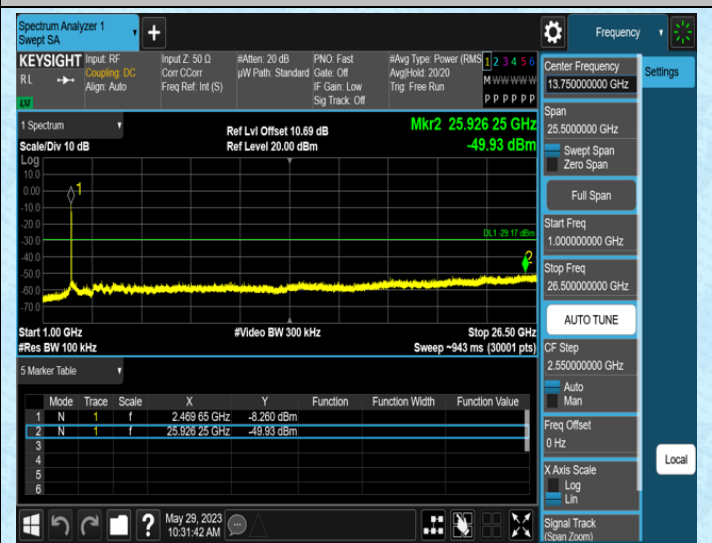 Spectrum Analyzer 1
Swept SA
+
Frequency
KEYSIGHT
RL
Input: RF
Coupling: DC
Align: Auto
Input Z: 50 Ω
Corr CCorr
Freq Ref: Int (S)
#Atten: 20 dB
µW Path: Standard
PNO: Fast
Gate: Off
IF Gain: Low
Sig Track: Off
#Avg Type: Power (RMS
Avg|Hold: 20/20
Trig: Free Run
1 2 3 4 5 6
M W W W W W
P P P P P P
1 Spectrum
Scale/Div 10 dB
Ref Lvl Offset 10.69 dB
Ref Level 20.00 dBm
Mkr2 25.926 25 GHz
-49.93 dBm
Log
10.0
0.00
-10.0
-20.0
-30.0
-40.0
-50.0
-60.0
-70.0
1
DL1 -29.17 dBm
2
Start 1.00 GHz
#Res BW 100 kHz
#Video BW 300 kHz
Stop 26.50 GHz
Sweep ~943 ms (30001 pts)
5 Marker Table
Mode Trace Scale X Y Function Function Width Function Value
1 N 1 f 2.469 65 GHz -8.260 dBm
2 N 1 f 25.926 25 GHz -49.93 dBm
3
4
5
6
May 29, 2023
10:31:42 AM
?
Center Frequency
13.750000000 GHz
Span
25.5000000 GHz
Swept Span
Zero Span
Full Span
Start Freq
1.000000000 GHz
Stop Freq
26.500000000 GHz
AUTO TUNE
CF Step
2.550000000 GHz
Auto
Man
Freq Offset
0 Hz
X Axis Scale
Log
Lin
Signal Track
(Span Zoom)
Settings
Local